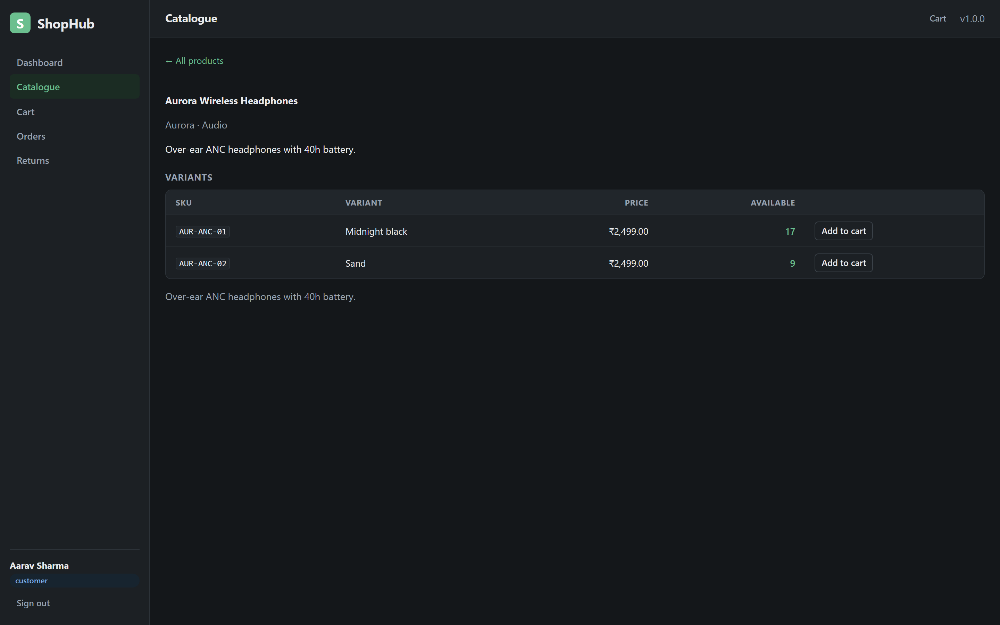 S ShopHub
Dashboard
Catalogue
Cart
Orders
Returns
Aarav Sharma
customer
Sign out
Catalogue
Cart v1.0.0
← All products
Aurora Wireless Headphones
Aurora · Audio
Over-ear ANC headphones with 40h battery.
VARIANTS
SKU VARIANT PRICE AVAILABLE
AUR-ANC-01 Midnight black ₹2,499.00 17 Add to cart
AUR-ANC-02 Sand ₹2,499.00 9 Add to cart
Over-ear ANC headphones with 40h battery.